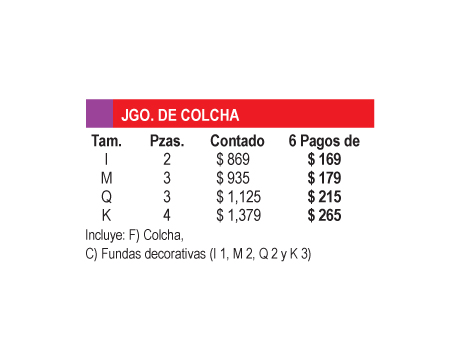 JGO. DE COLCHA
Tam. Pzas. Contado 6 Pagos de
I 2 $ 869 $ 169
M 3 $ 935 $ 179
Q 3 $ 1,125 $ 215
K 4 $ 1,379 $ 265
Incluye: F) Colcha,
C) Fundas decorativas (I 1, M 2, Q 2 y K 3)